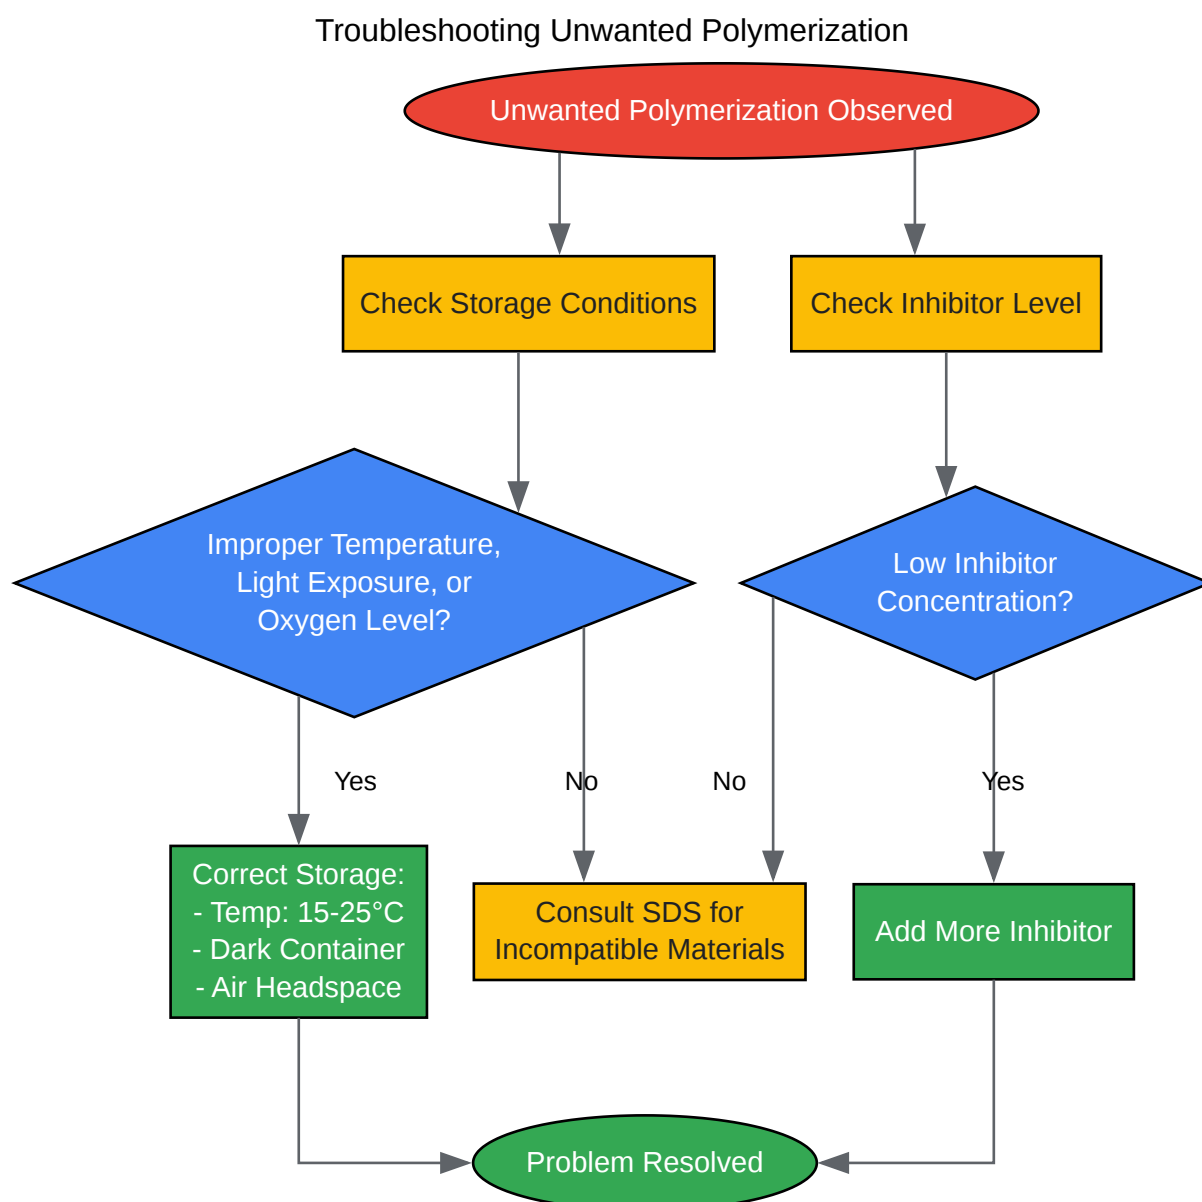 Troubleshooting Unwanted Polymerization
Unwanted Polymerization Observed
Check Storage Conditions
Check Inhibitor Level
Improper Temperature,
Light Exposure, or
Oxygen Level?
Low Inhibitor
Concentration?
Yes
No
No
Yes
Correct Storage:
- Temp: 15-25°C
- Dark Container
- Air Headspace
Consult SDS for
Incompatible Materials
Add More Inhibitor
Problem Resolved